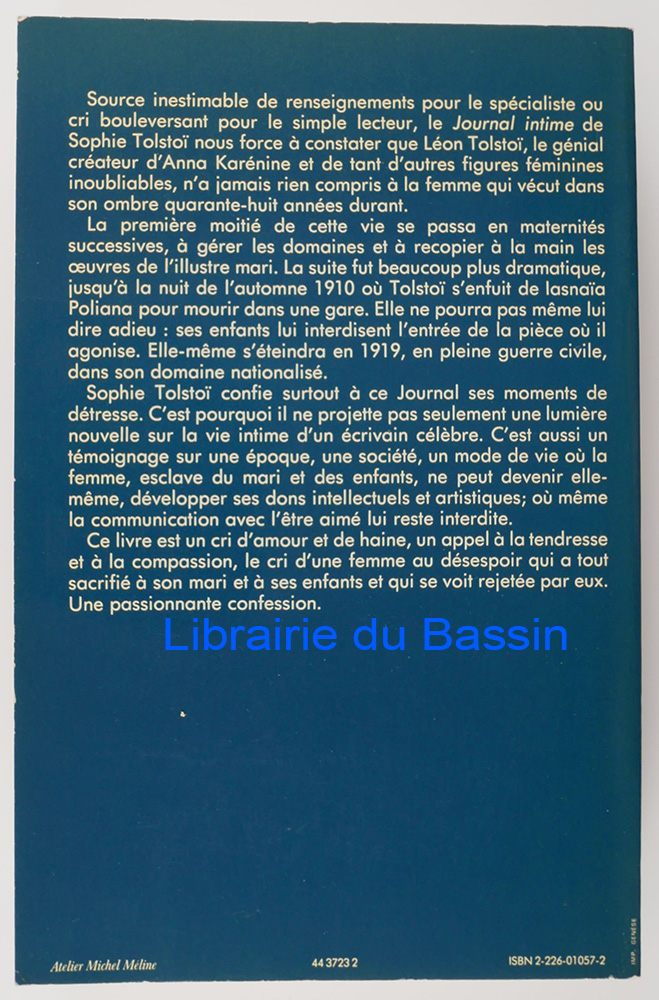 Source inestimable de renseignements pour le spécialiste ou
cri bouleversant pour le simple lecteur, le Journal intime de
Sophie Tolstoï nous force à constater que Léon Tolstoï, le génial
créateur d'Anna Karénine et de tant d'autres figures féminines
inoubliables, n'a jamais rien compris à la femme qui vécut dans
son ombre quarante-huit années durant.
La première moitié de cette vie se passa en maternités
successives, à gérer les domaines et à recopier à la main les
œuvres de l'illustre mari. La suite fut beaucoup plus dramatique,
jusqu'à la nuit de l'automne 1910 où Tolstoï s'enfuit de Iasnaïa
Poliana pour mourir dans une gare. Elle ne pourra pas même lui
dire adieu : ses enfants lui interdisent l'entrée de la pièce où il
agonise. Elle-même s'éteindra en 1919, en pleine guerre civile,
dans son domaine nationalisé.
Sophie Tolstoï confie surtout à ce Journal ses moments de
détresse. C'est pourquoi il ne projette pas seulement une lumière
nouvelle sur la vie intime d'un écrivain célèbre. C'est aussi un
témoignage sur une époque, une société, un mode de vie où la
femme, esclave du mari et des enfants, ne peut devenir elle-
même, développer ses dons intellectuels et artistiques; où même
la communication avec l'être aimé lui reste interdite.
Ce livre est un cri d'amour et de haine, un appel à la tendresse
et à la compassion, le cri d'une femme au désespoir qui a tout
sacrifié à son mari et à ses enfants et qui se voit rejetée par eux.
Une passionnante confession.
Librairie du Bassin
Atelier Michel Méline
44 3723 2
ISBN 2-226-01057-2
IMP. GENÈSE